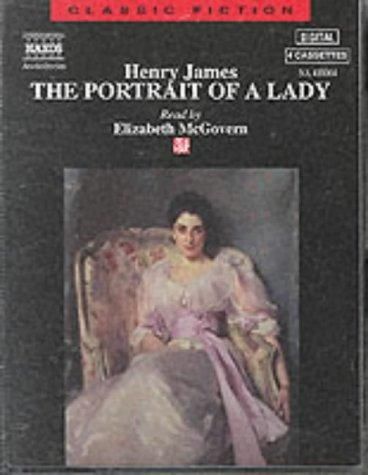 CLASSIC FICTION
NAXOS
AudioBooks
DIGITAL
4 CASSETTES
Henry James
THE PORTRAIT OF A LADY
Read by
Elizabeth McGovern